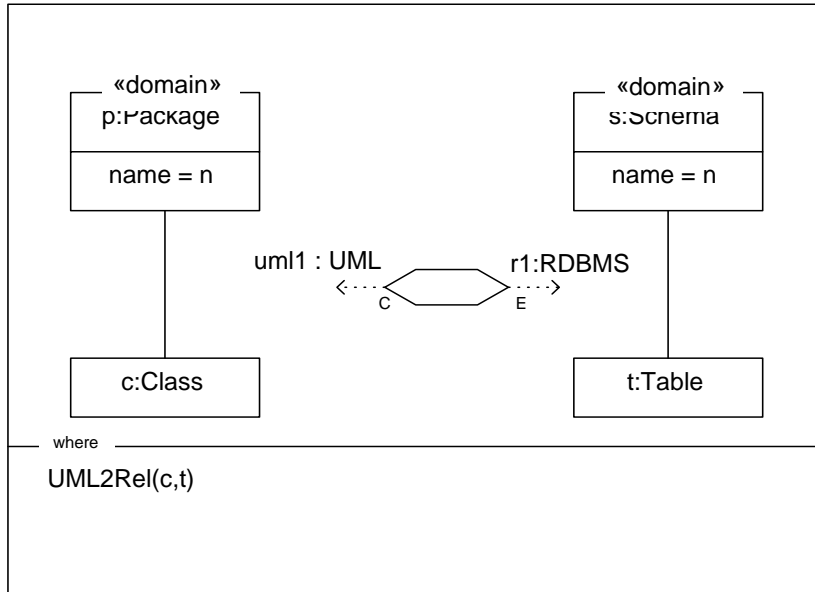 «domain»
p:Package
name = n
«domain»
s:Schema
name = n
uml1 : UML
r1:RDBMS
C
E
c:Class
t:Table
where
UML2Rel(c,t)